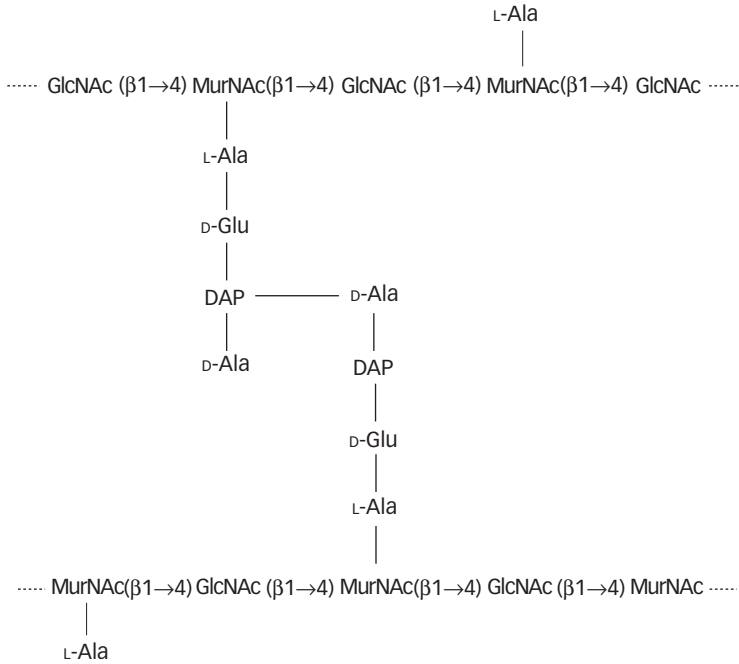 L-Ala
GlcNAc (β1→4) MurNAc(β1→4) GlcNAc (β1→4) MurNAc(β1→4) GlcNAc
L-Ala
D-Glu
DAP D-Ala
D-Ala DAP
D-Glu
L-Ala
MurNAc(β1→4) GlcNAc (β1→4) MurNAc(β1→4) GlcNAc (β1→4) MurNAc
L-Ala